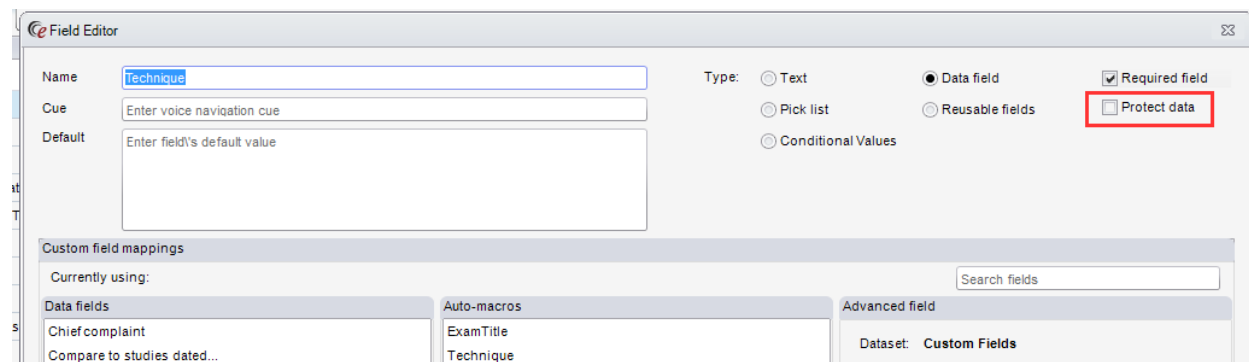 Ce Field Editor
Name Technique Type: Text Data field Required field
Cue Enter voice navigation cue Pick list Reusable fields Protect data
Default Enter field\'s default value Conditional Values
at
T
Custom field mappings
Currently using: Search fields
Data fields Auto-macros Advanced field
s Chief complaint ExamTitle
Dataset: Custom Fields
Compare to studies dated... Technique